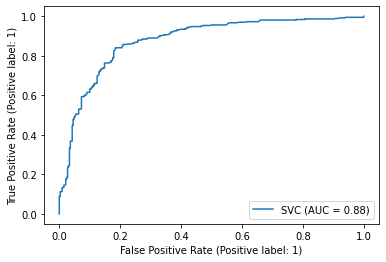 1.0
0.8
0.6
0.4
0.2
0.0
True Positive Rate (Positive label: 1)
SVC (AUC = 0.88)
0.0 0.2 0.4 0.6 0.8 1.0
False Positive Rate (Positive label: 1)